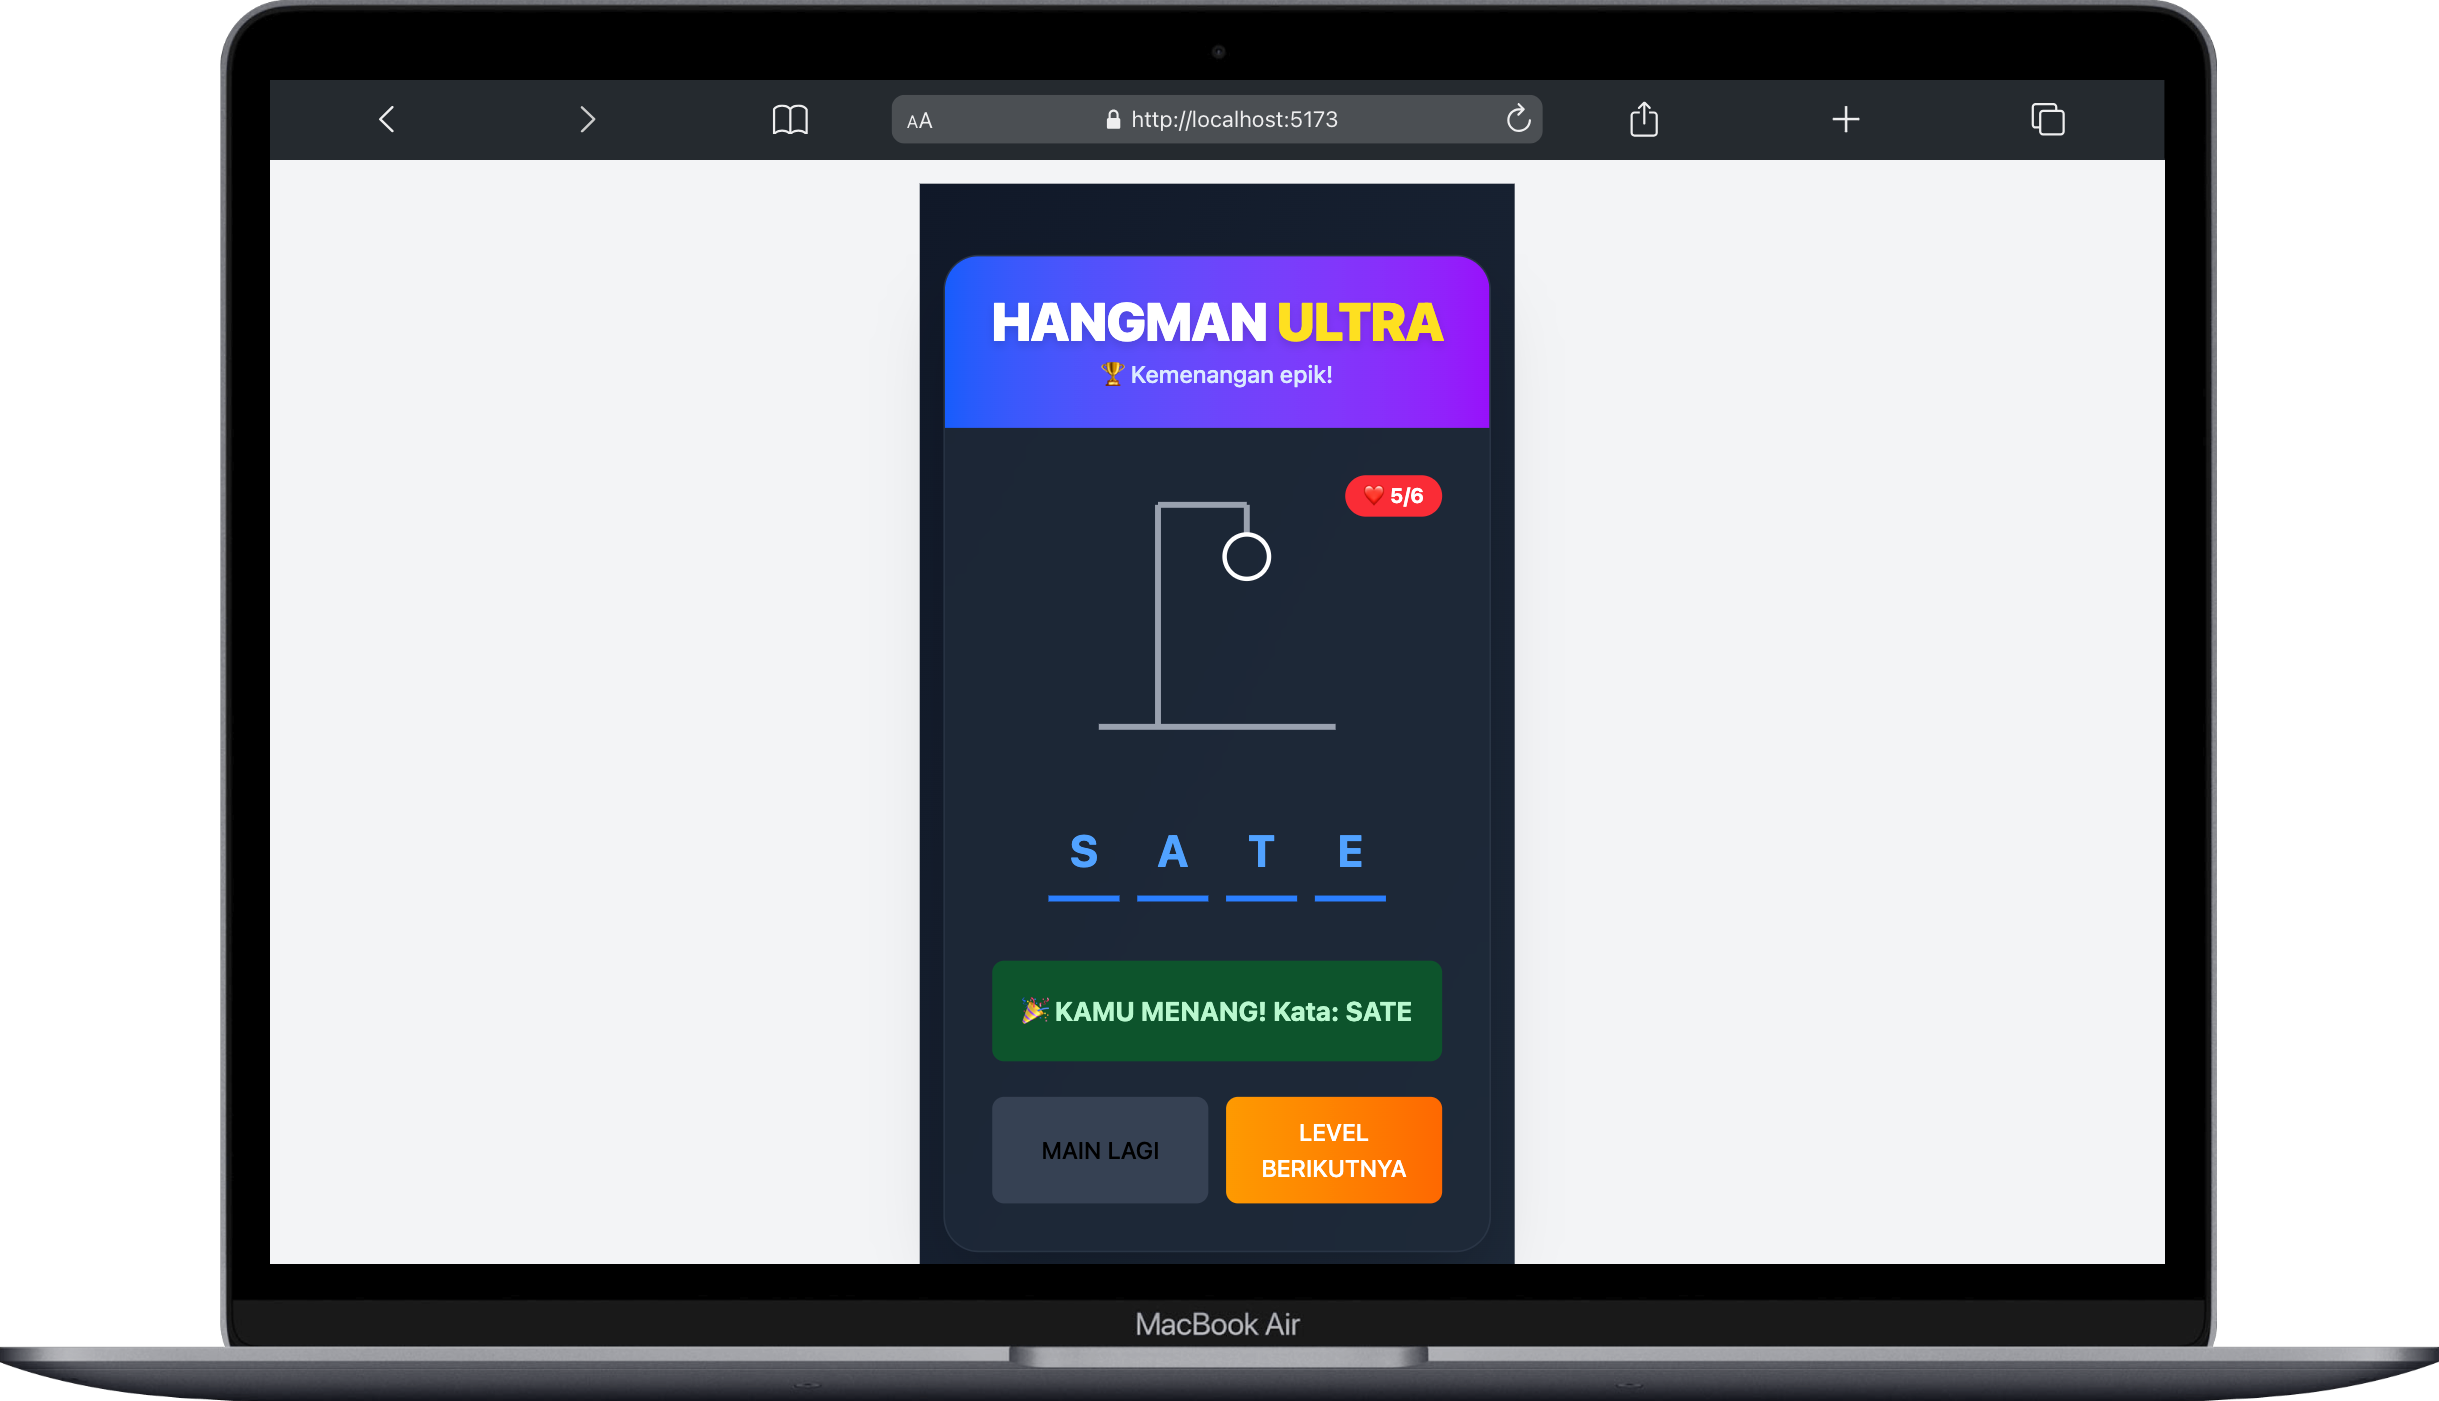 AA
http://localhost:5173
HANGMAN ULTRA
🏆 Kemenangan epik!
❤️ 5/6
S A T E
🎉 KAMU MENANG! Kata: SATE
MAIN LAGI
LEVEL
BERIKUTNYA
MacBook Air